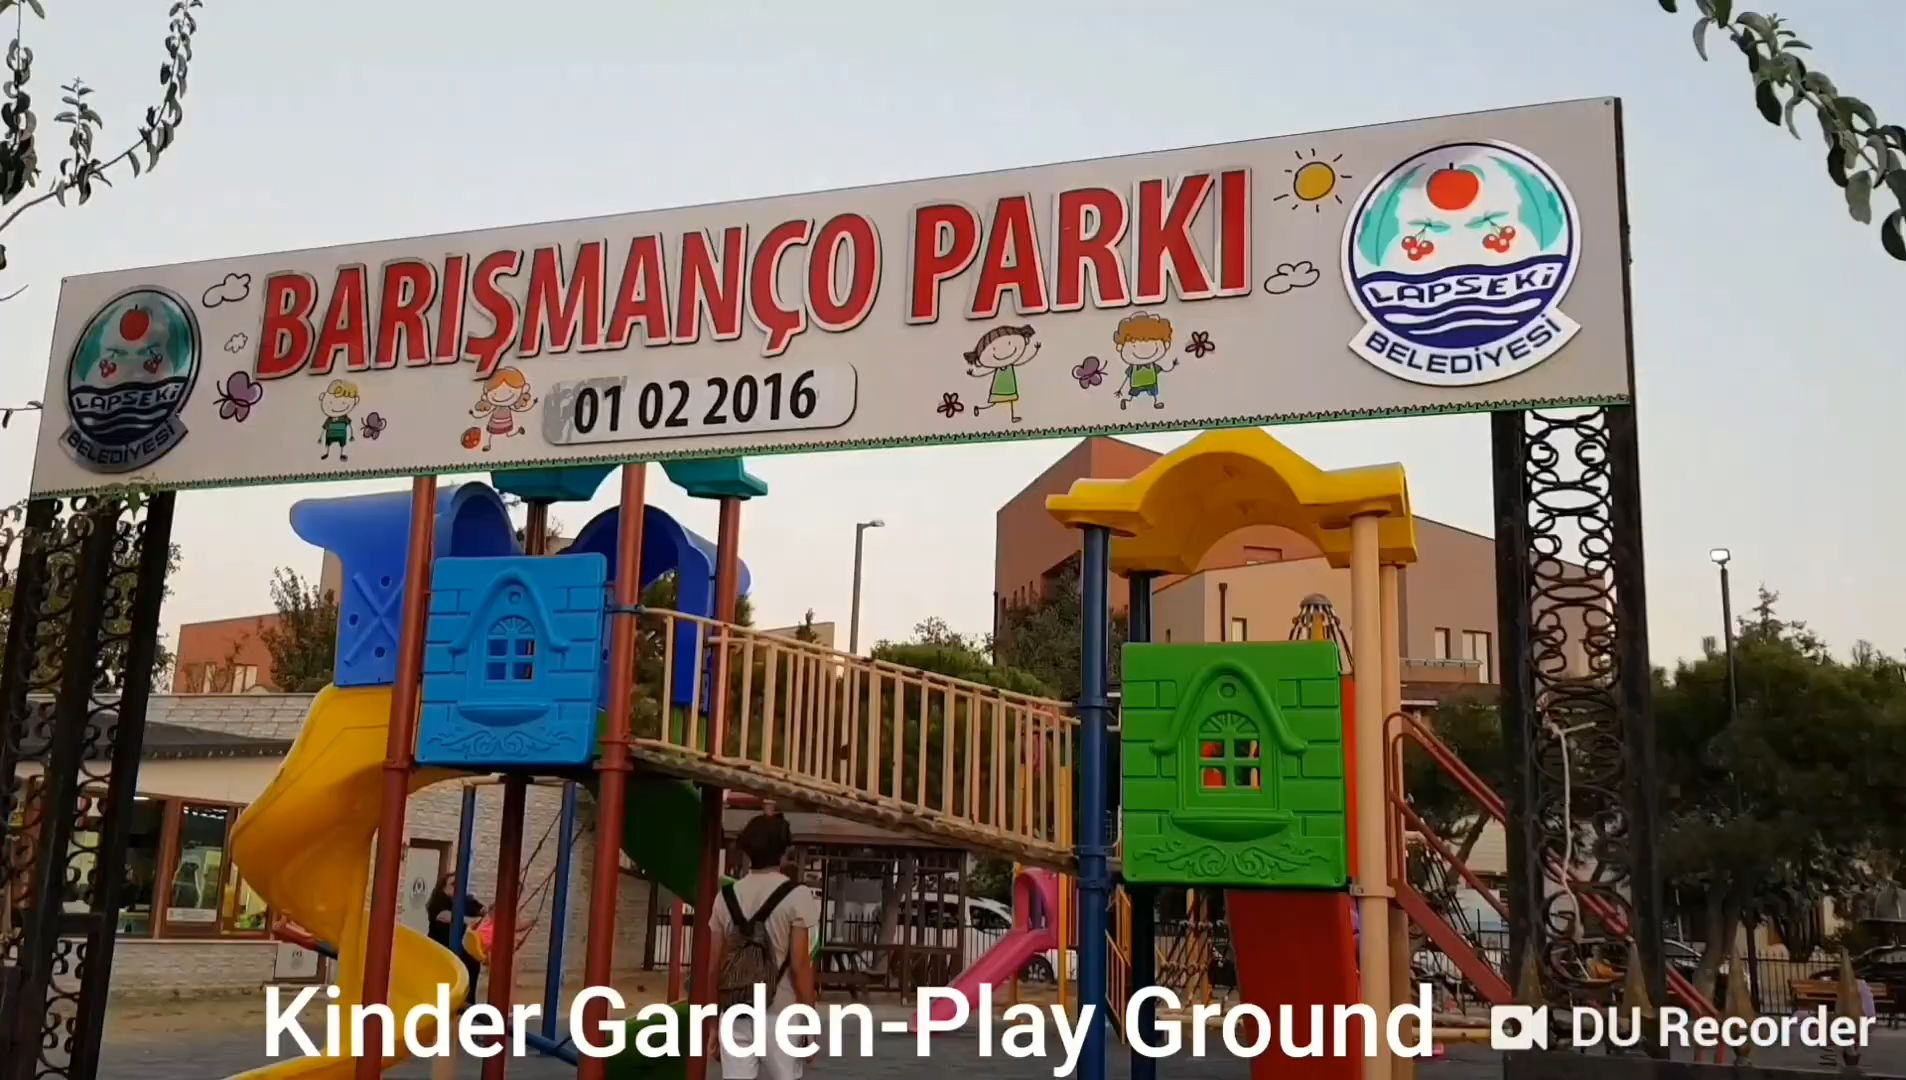 BARIŞMANÇO PARKI
01 02 2016
LAPSEKİ
BELEDİYESİ
LAPSEKİ
BELEDİYESİ
Kinder Garden-Play Ground
DU Recorder